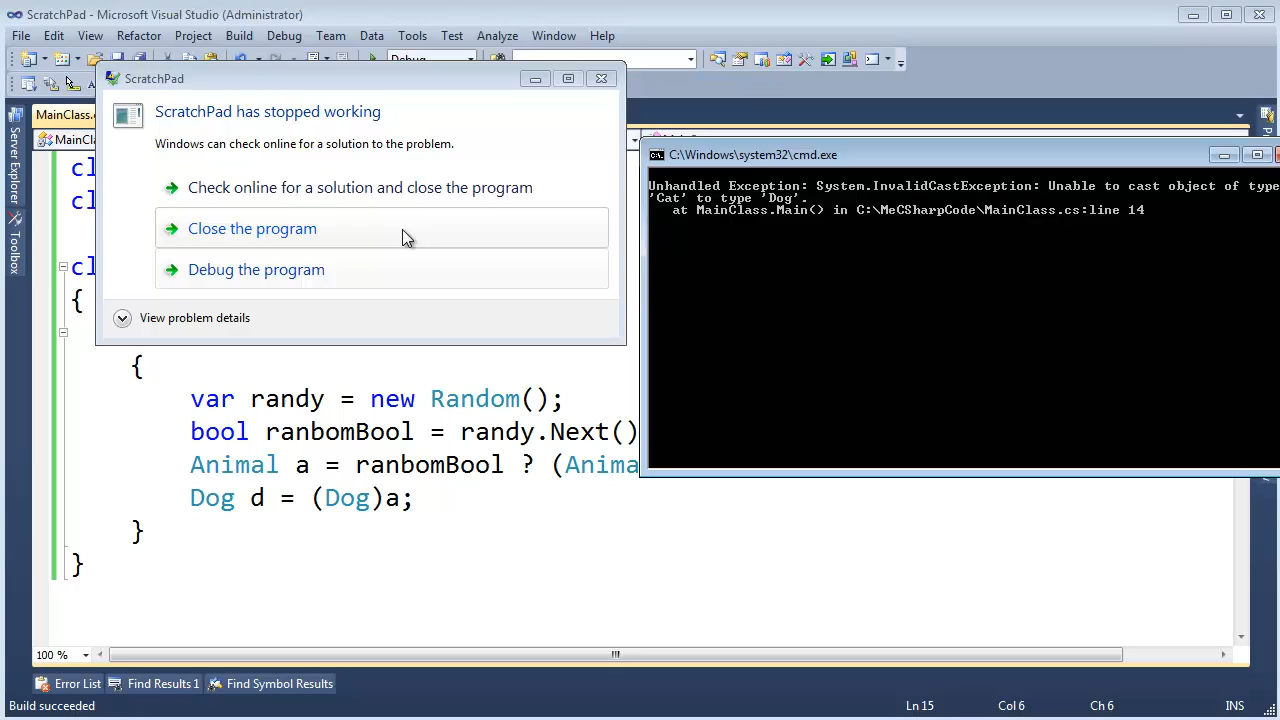 ScratchPad - Microsoft Visual Studio (Administrator)
File Edit View Refactor Project Build Debug Team Data Tools Test Analyze Window Help
Debug
ScratchPad
ScratchPad has stopped working
Windows can check online for a solution to the problem.
Check online for a solution and close the program
Close the program
Debug the program
View problem details
C:\Windows\system32\cmd.exe
Unhandled Exception: System.InvalidCastException: Unable to cast object of type
'Cat' to type 'Dog'.
at MainClass.Main() in C:\MeCSharpCode\MainClass.cs:line 14
Server Explorer
Toolbox
MainClass.
MainCla
cl
cl
cl
{
{
var randy = new Random();
bool ranbomBool = randy.Next()
Animal a = ranbomBool ? (Anima
Dog d = (Dog)a;
}
}
100 %
Error List Find Results 1 Find Symbol Results
Build succeeded Ln 15 Col 6 Ch 6 INS